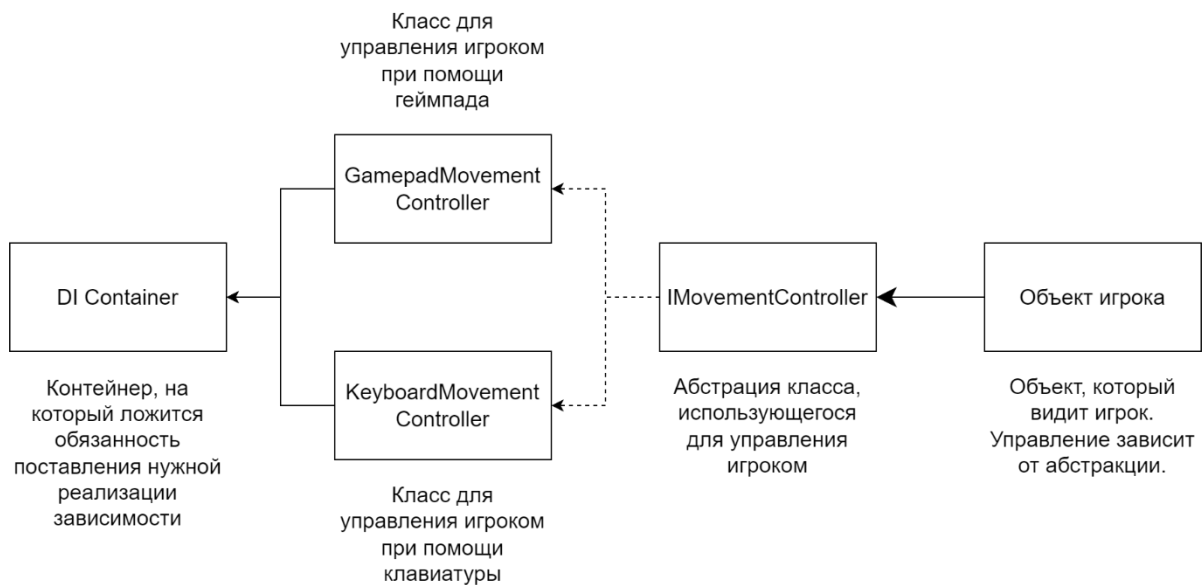 Класс для
управления игроком
при помощи
геймпада
GamepadMovement
Controller
DI Container
IMovementController
Объект игрока
KeyboardMovement
Controller
Контейнер, на
который ложится
обязанность
поставления нужной
реализации
зависимости
Абстрация класса,
использующегося
для управления
игроком
Объект, который
видит игрок.
Управление зависит
от абстракции.
Класс для
управления игроком
при помощи
клавиатуры